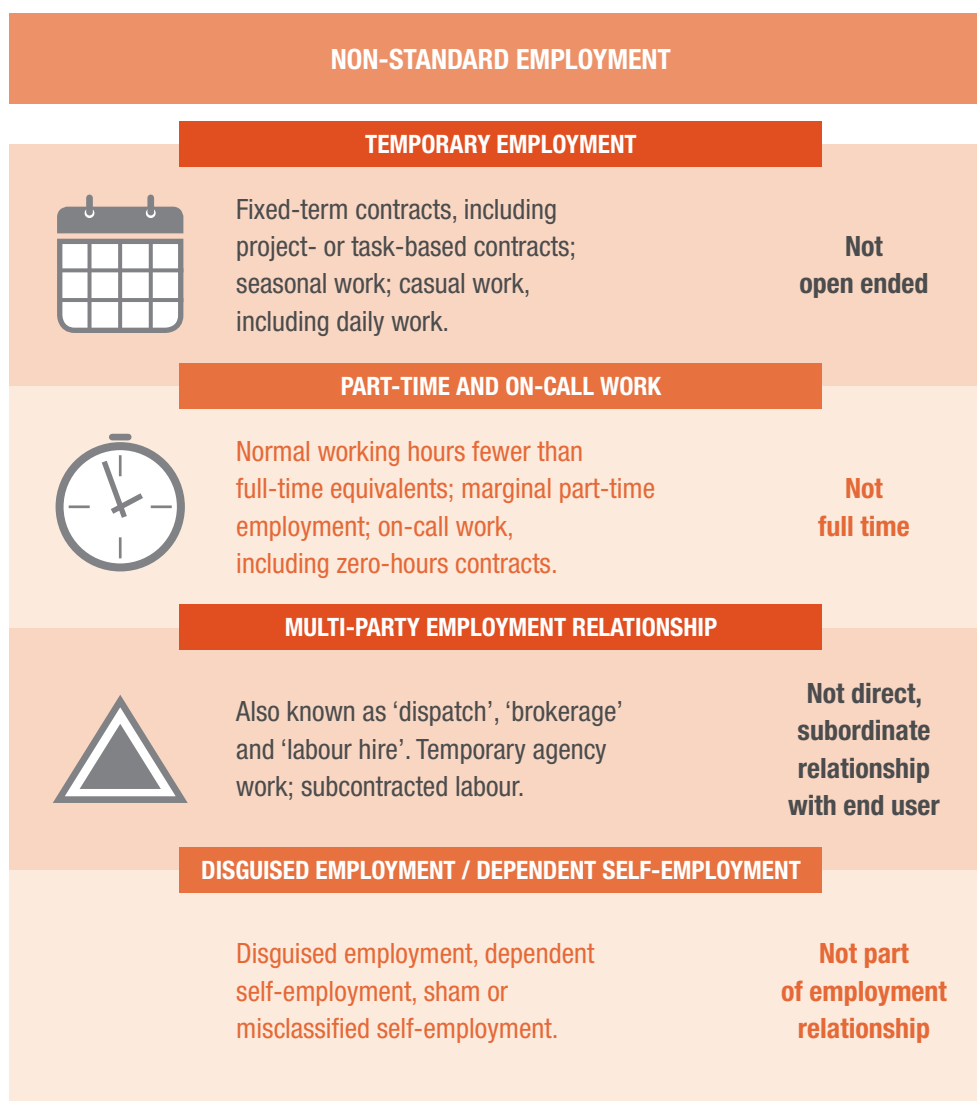 NON-STANDARD EMPLOYMENT
TEMPORARY EMPLOYMENT
Fixed-term contracts, including
project- or task-based contracts;
seasonal work; casual work,
including daily work.
Not
open ended
PART-TIME AND ON-CALL WORK
Normal working hours fewer than
full-time equivalents; marginal part-time
employment; on-call work,
including zero-hours contracts.
Not
full time
MULTI-PARTY EMPLOYMENT RELATIONSHIP
Also known as ‘dispatch’, ‘brokerage’
and ‘labour hire’. Temporary agency
work; subcontracted labour.
Not direct,
subordinate
relationship
with end user
DISGUISED EMPLOYMENT / DEPENDENT SELF-EMPLOYMENT
Disguised employment, dependent
self-employment, sham or
misclassified self-employment.
Not part
of employment
relationship